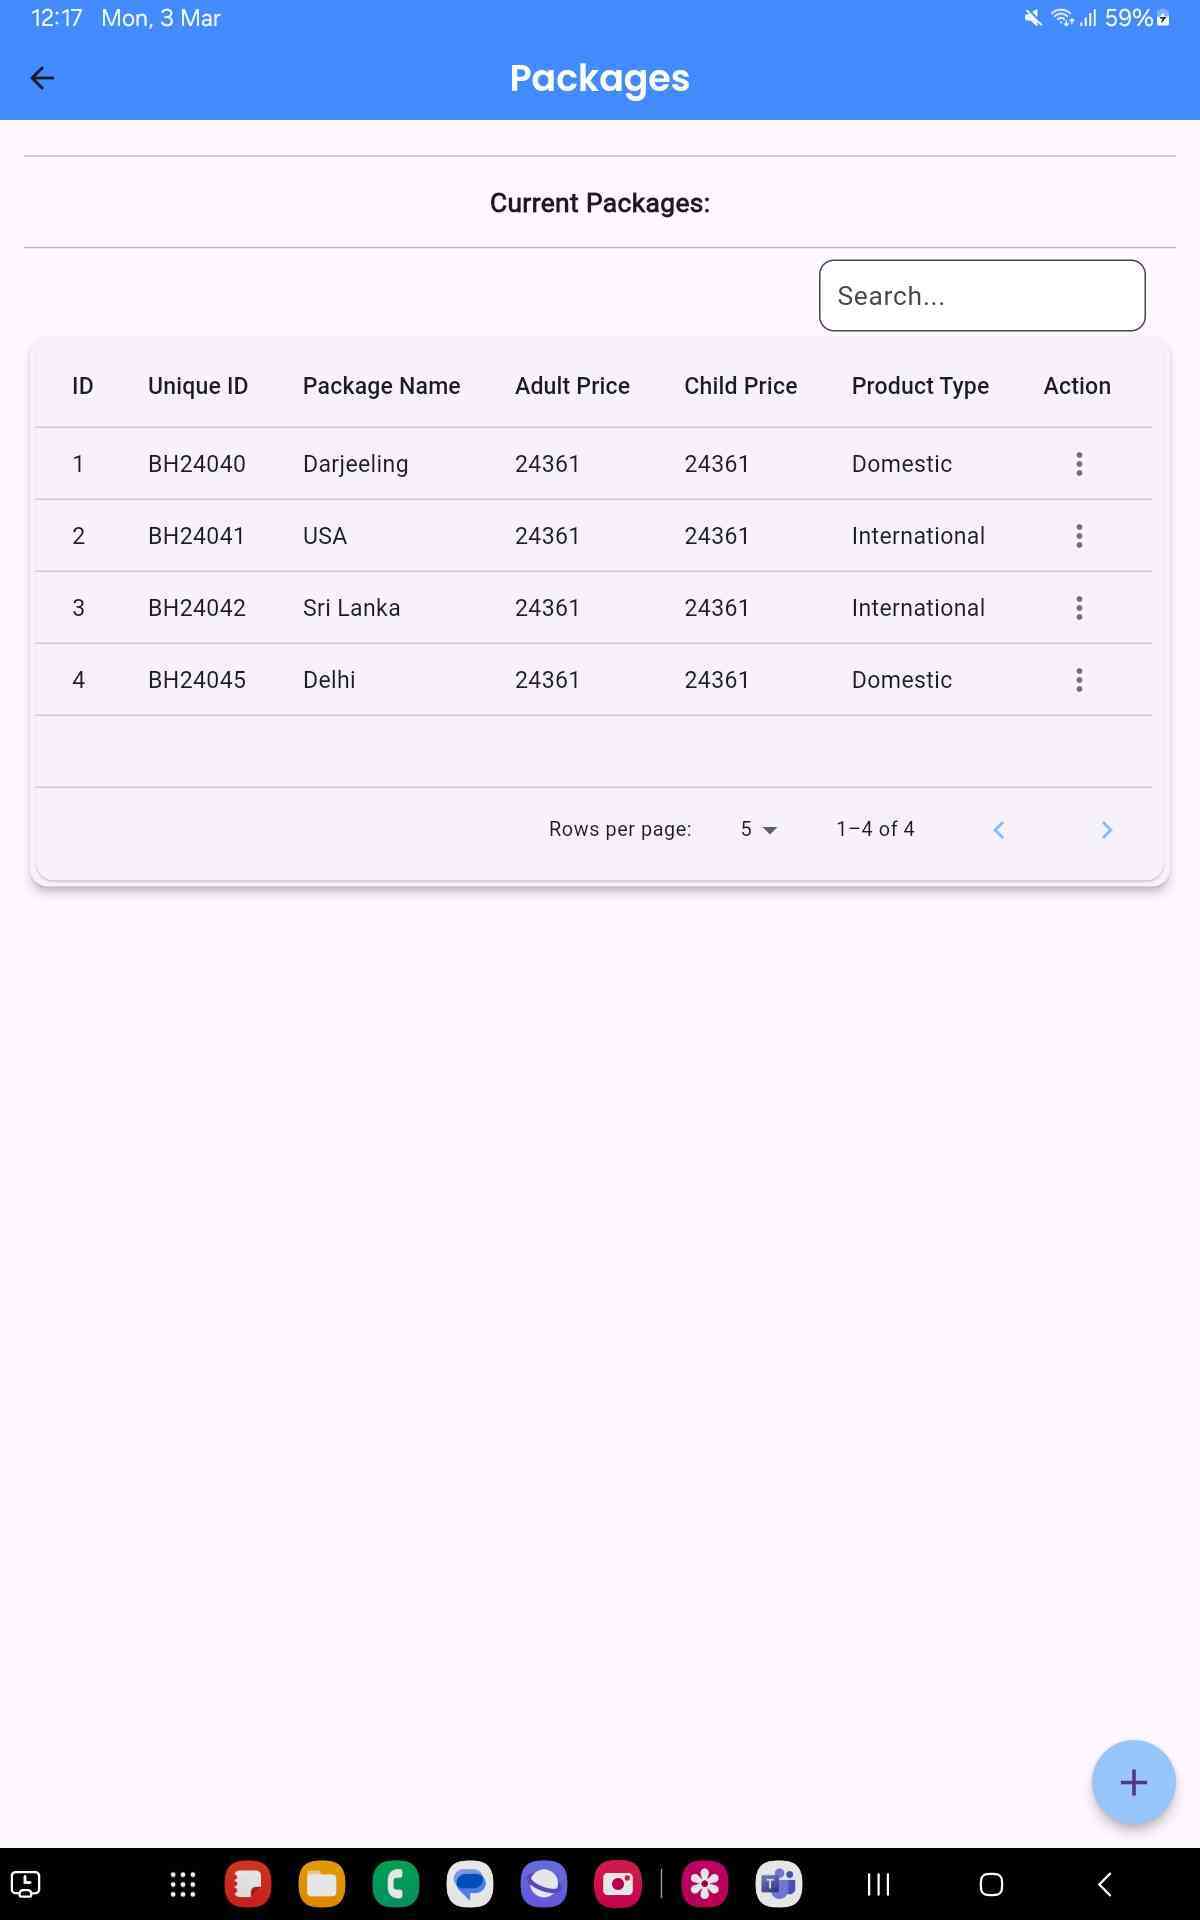 12:17 Mon, 3 Mar 59%
Packages
Current Packages:
Search...
ID Unique ID Package Name Adult Price Child Price Product Type Action
1 BH24040 Darjeeling 24361 24361 Domestic
2 BH24041 USA 24361 24361 International
3 BH24042 Sri Lanka 24361 24361 International
4 BH24045 Delhi 24361 24361 Domestic
Rows per page: 5 1–4 of 4